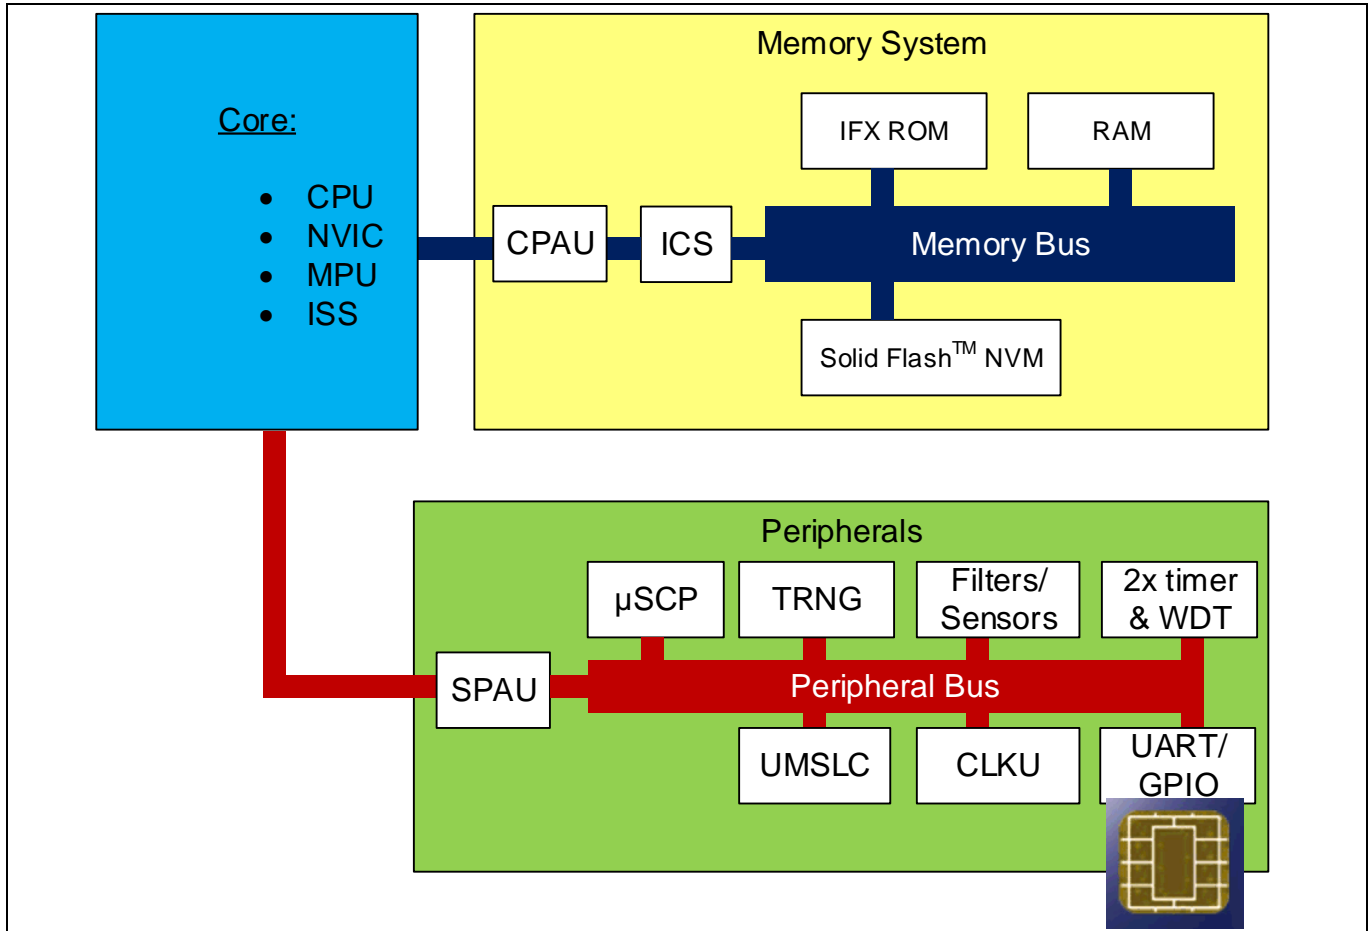 Core:
• CPU
• NVIC
• MPU
• ISS
Memory System
IFX ROM
RAM
CPAU
ICS
Memory Bus
Solid Flash™ NVM
Peripherals
µSCP
TRNG
Filters/
Sensors
2x timer
& WDT
SPAU
Peripheral Bus
UMSLC
CLKU
UART/
GPIO